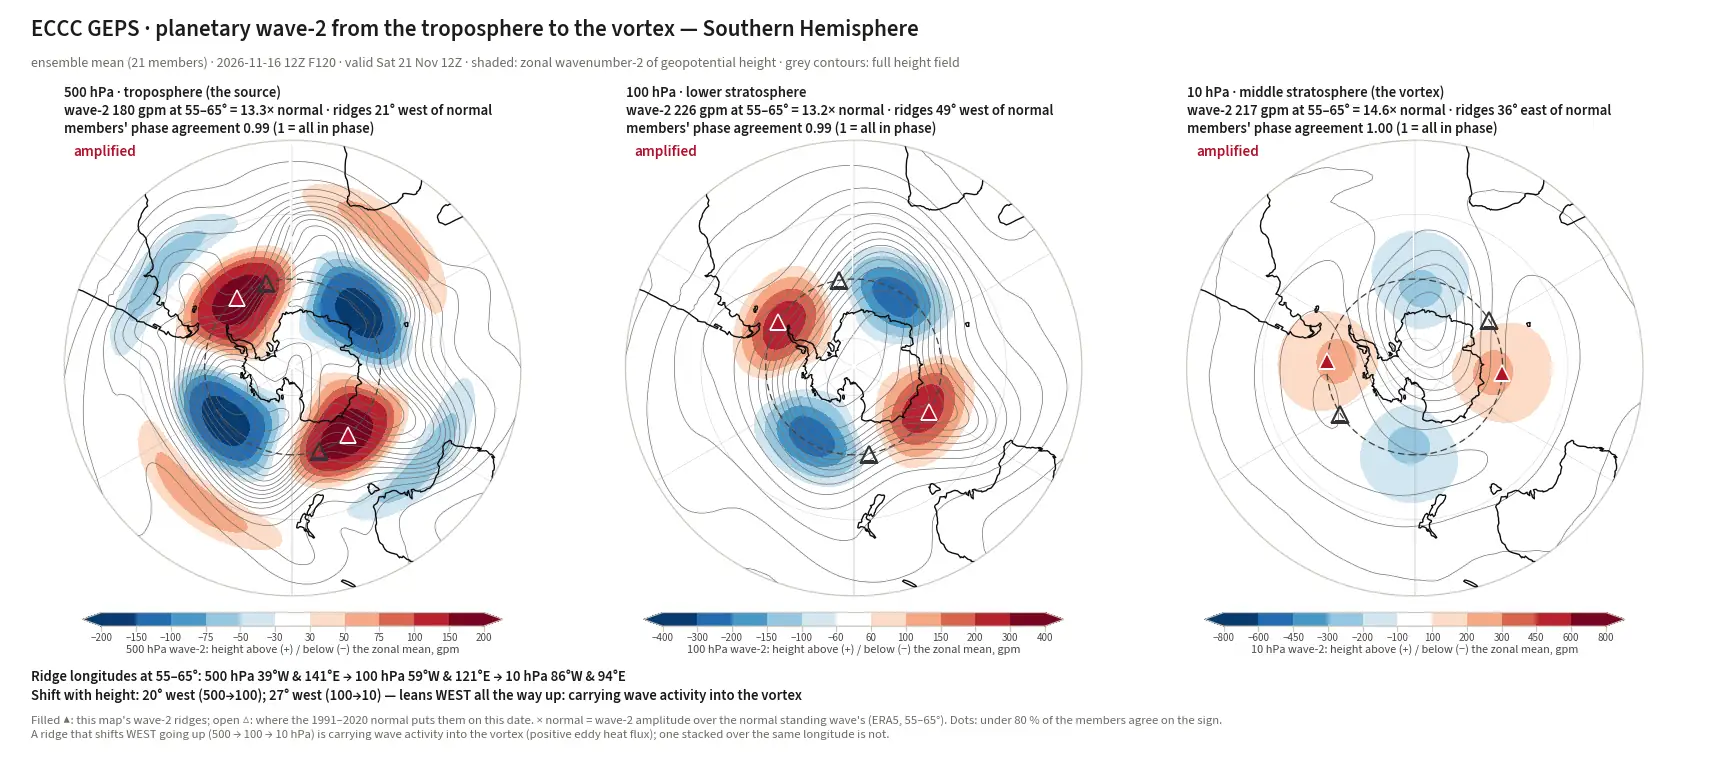 ECCC GEPS · planetary wave-2 from the troposphere to the vortex — Southern Hemisphere
ensemble mean (21 members) · 2026-11-16 12Z F120 · valid Sat 21 Nov 12Z · shaded: zonal wavenumber-2 of geopotential height · grey contours: full height field
500 hPa · troposphere (the source)
wave-2 180 gpm at 55–65° = 13.3× normal · ridges 21° west of normal
members' phase agreement 0.99 (1 = all in phase)
amplified
100 hPa · lower stratosphere
wave-2 226 gpm at 55–65° = 13.2× normal · ridges 49° west of normal
members' phase agreement 0.99 (1 = all in phase)
amplified
10 hPa · middle stratosphere (the vortex)
wave-2 217 gpm at 55–65° = 14.6× normal · ridges 36° east of normal
members' phase agreement 1.00 (1 = all in phase)
amplified
−200 −150 −100 −75 −50 −30 30 50 75 100 150 200
500 hPa wave-2: height above (+) / below (−) the zonal mean, gpm
−400 −300 −200 −150 −100 −60 60 100 150 200 300 400
100 hPa wave-2: height above (+) / below (−) the zonal mean, gpm
−800 −600 −450 −300 −200 −100 100 200 300 450 600 800
10 hPa wave-2: height above (+) / below (−) the zonal mean, gpm
Ridge longitudes at 55–65°: 500 hPa 39°W & 141°E → 100 hPa 59°W & 121°E → 10 hPa 86°W & 94°E
Shift with height: 20° west (500→100); 27° west (100→10) — leans WEST all the way up: carrying wave activity into the vortex
Filled ▲: this map's wave-2 ridges; open △: where the 1991–2020 normal puts them on this date. × normal = wave-2 amplitude over the normal standing wave's (ERA5, 55–65°). Dots: under 80 % of the members agree on the sign.
A ridge that shifts WEST going up (500 → 100 → 10 hPa) is carrying wave activity into the vortex (positive eddy heat flux); one stacked over the same longitude is not.